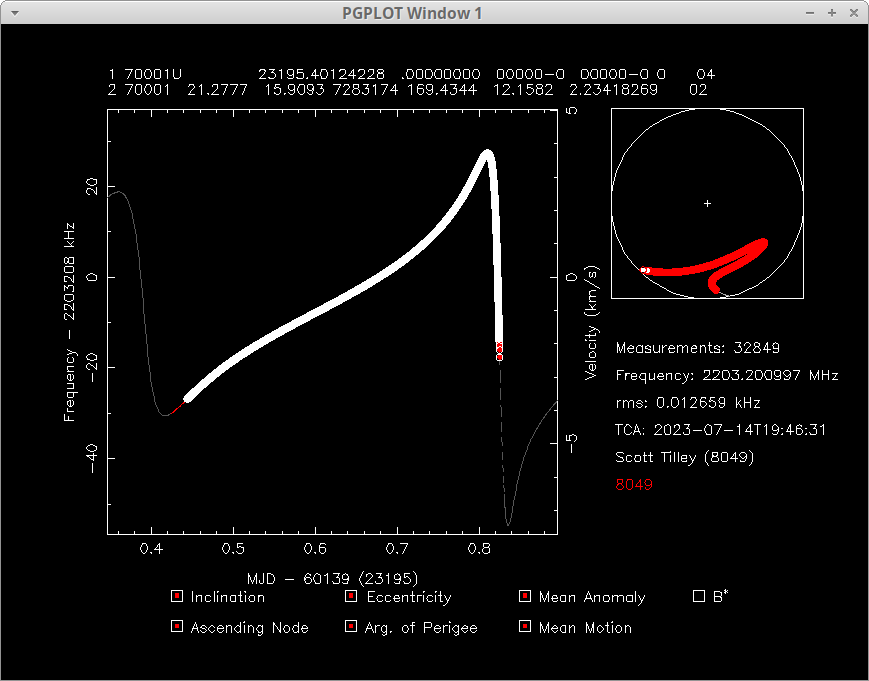 PGPLOT Window 1
1 70001U 23195.40124228 .00000000 00000-0 00000-0 0 04
2 70001 21.2777 15.9093 7283174 169.4344 12.1582 2.23418269 02
Frequency - 2203208 kHz
20
0
-20
-40
0.4 0.5 0.6 0.7 0.8
MJD - 60139 (23195)
5
0
-5
Velocity (km/s)
Measurements: 32849
Frequency: 2203.200997 MHz
rms: 0.012659 kHz
TCA: 2023-07-14T19:46:31
Scott Tilley (8049)
8049
Inclination Eccentricity Mean Anomaly B*
Ascending Node Arg. of Perigee Mean Motion